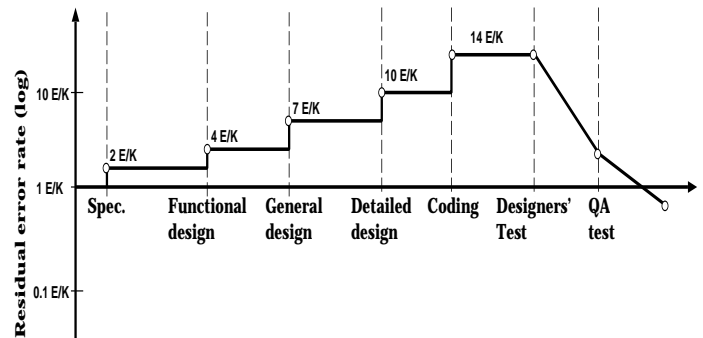 Residual error rate (log)
14 E/K
10 E/K
10 E/K
7 E/K
4 E/K
2 E/K
1 E/K
Spec.
Functional
design
General
design
Detailed
design
Coding
Designers'
Test
QA
test
0.1 E/K